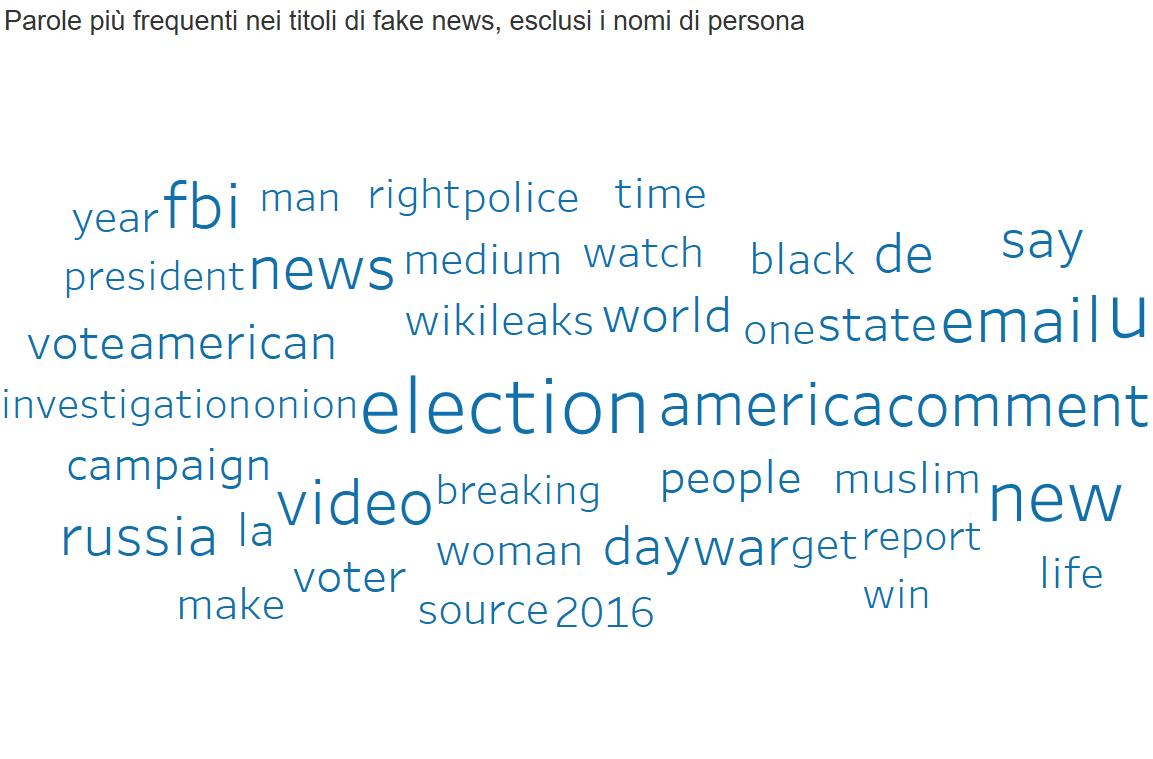 Parole più frequenti nei titoli di fake news, esclusi i nomi di persona
year fbi man right police time
president news medium watch black de say
vote american wikileaks world one state email u
investigation onion election america comment
campaign video breaking people muslim new
russia la woman day war get report
make voter source 2016 win life